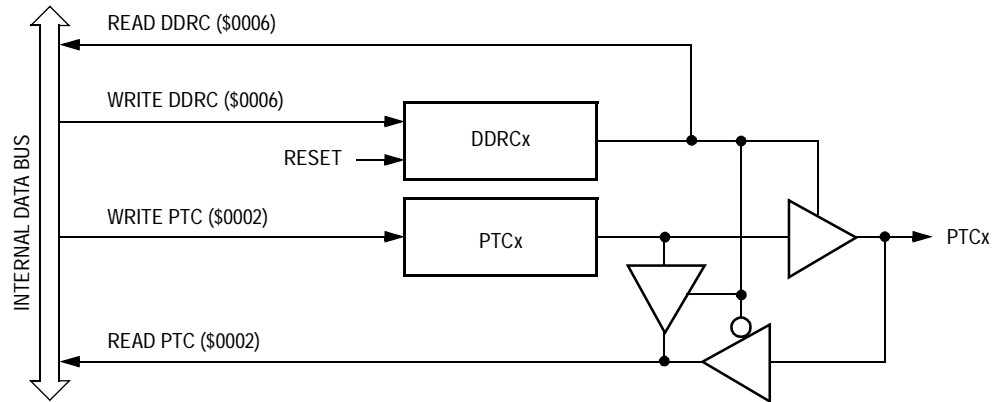 READ DDRC ($0006)
WRITE DDRC ($0006)
DDRCx
RESET
INTERNAL DATA BUS
WRITE PTC ($0002)
PTCx
PTCx
READ PTC ($0002)